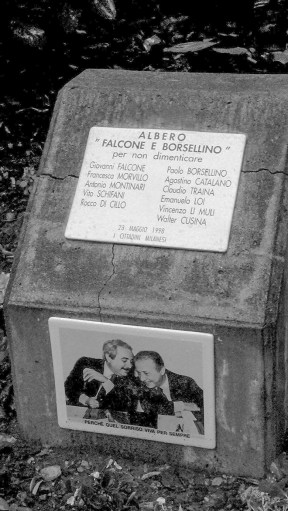 ALBERO
"FALCONE E BORSELLINO"
per non dimenticare
Giovanni FALCONE
Francesca MORVILLO
Antonio MONTINARI
Vito SCHIFANI
Rocco DI CILLO
Paolo BORSELLINO
Agostino CATALANO
Claudio TRAINA
Emanuela LOI
Vincenzo LI MULI
Walter CUSINA
23 MAGGIO 1998
I CITTADINI MILANESI
PERCHÉ QUEL SORRISO VIVA PER SEMPRE